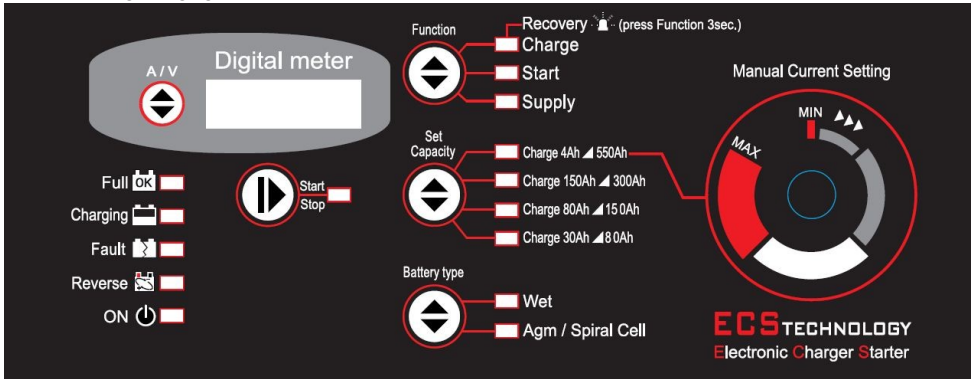 Digital meter
A / V
Full OK
Charging
Fault
Reverse
ON
Start
Stop
Function
Recovery (press Function 3sec.)
Charge
Start
Supply
Set
Capacity
Charge 4Ah 550Ah
Charge 150Ah 300Ah
Charge 80Ah 150Ah
Charge 30Ah 80Ah
Battery type
Wet
Agm / Spiral Cell
Manual Current Setting
MIN
MAX
ECS TECHNOLOGY
Electronic Charger Starter